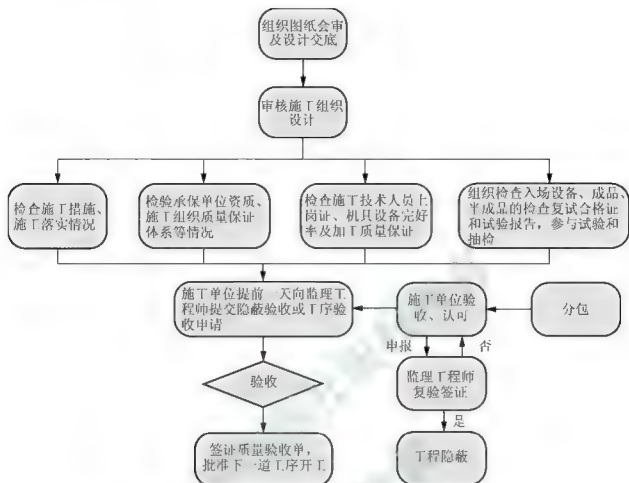 组织图纸会审
及设计交底
审核施工组织
设计
检查施工措施、
施工落实情况
检验承保单位资质、
施工组织质量保证
体系等情况
检查施工技术人员上
岗证、机具设备完好
率及加工质量保证
组织检查入场设备、成品、
半成品的检查复试合格证
和试验报告，参与试验和
抽检
施工单位提前一天向监理工
程师提交隐蔽验收或工序验
收申请
施工单位验
收、认可
分包
申报
否
验收
监理工程师
复验签证
是
签证质量验收单，
批准下一道工序开工
工程隐蔽